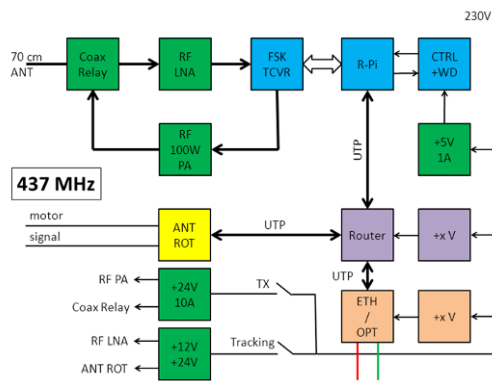 230V
70 cm
ANT
Coax
Relay
RF
LNA
FSK
TCVR
R-Pi
CTRL
+WD
RF
100W
PA
+5V
1A
UTP
437 MHz
motor
signal
ANT
ROT
UTP
Router
+x V
UTP
RF PA
Coax Relay
+24V
10A
TX
ETH
/
OPT
+x V
RF LNA
ANT ROT
+12V
+24V
Tracking